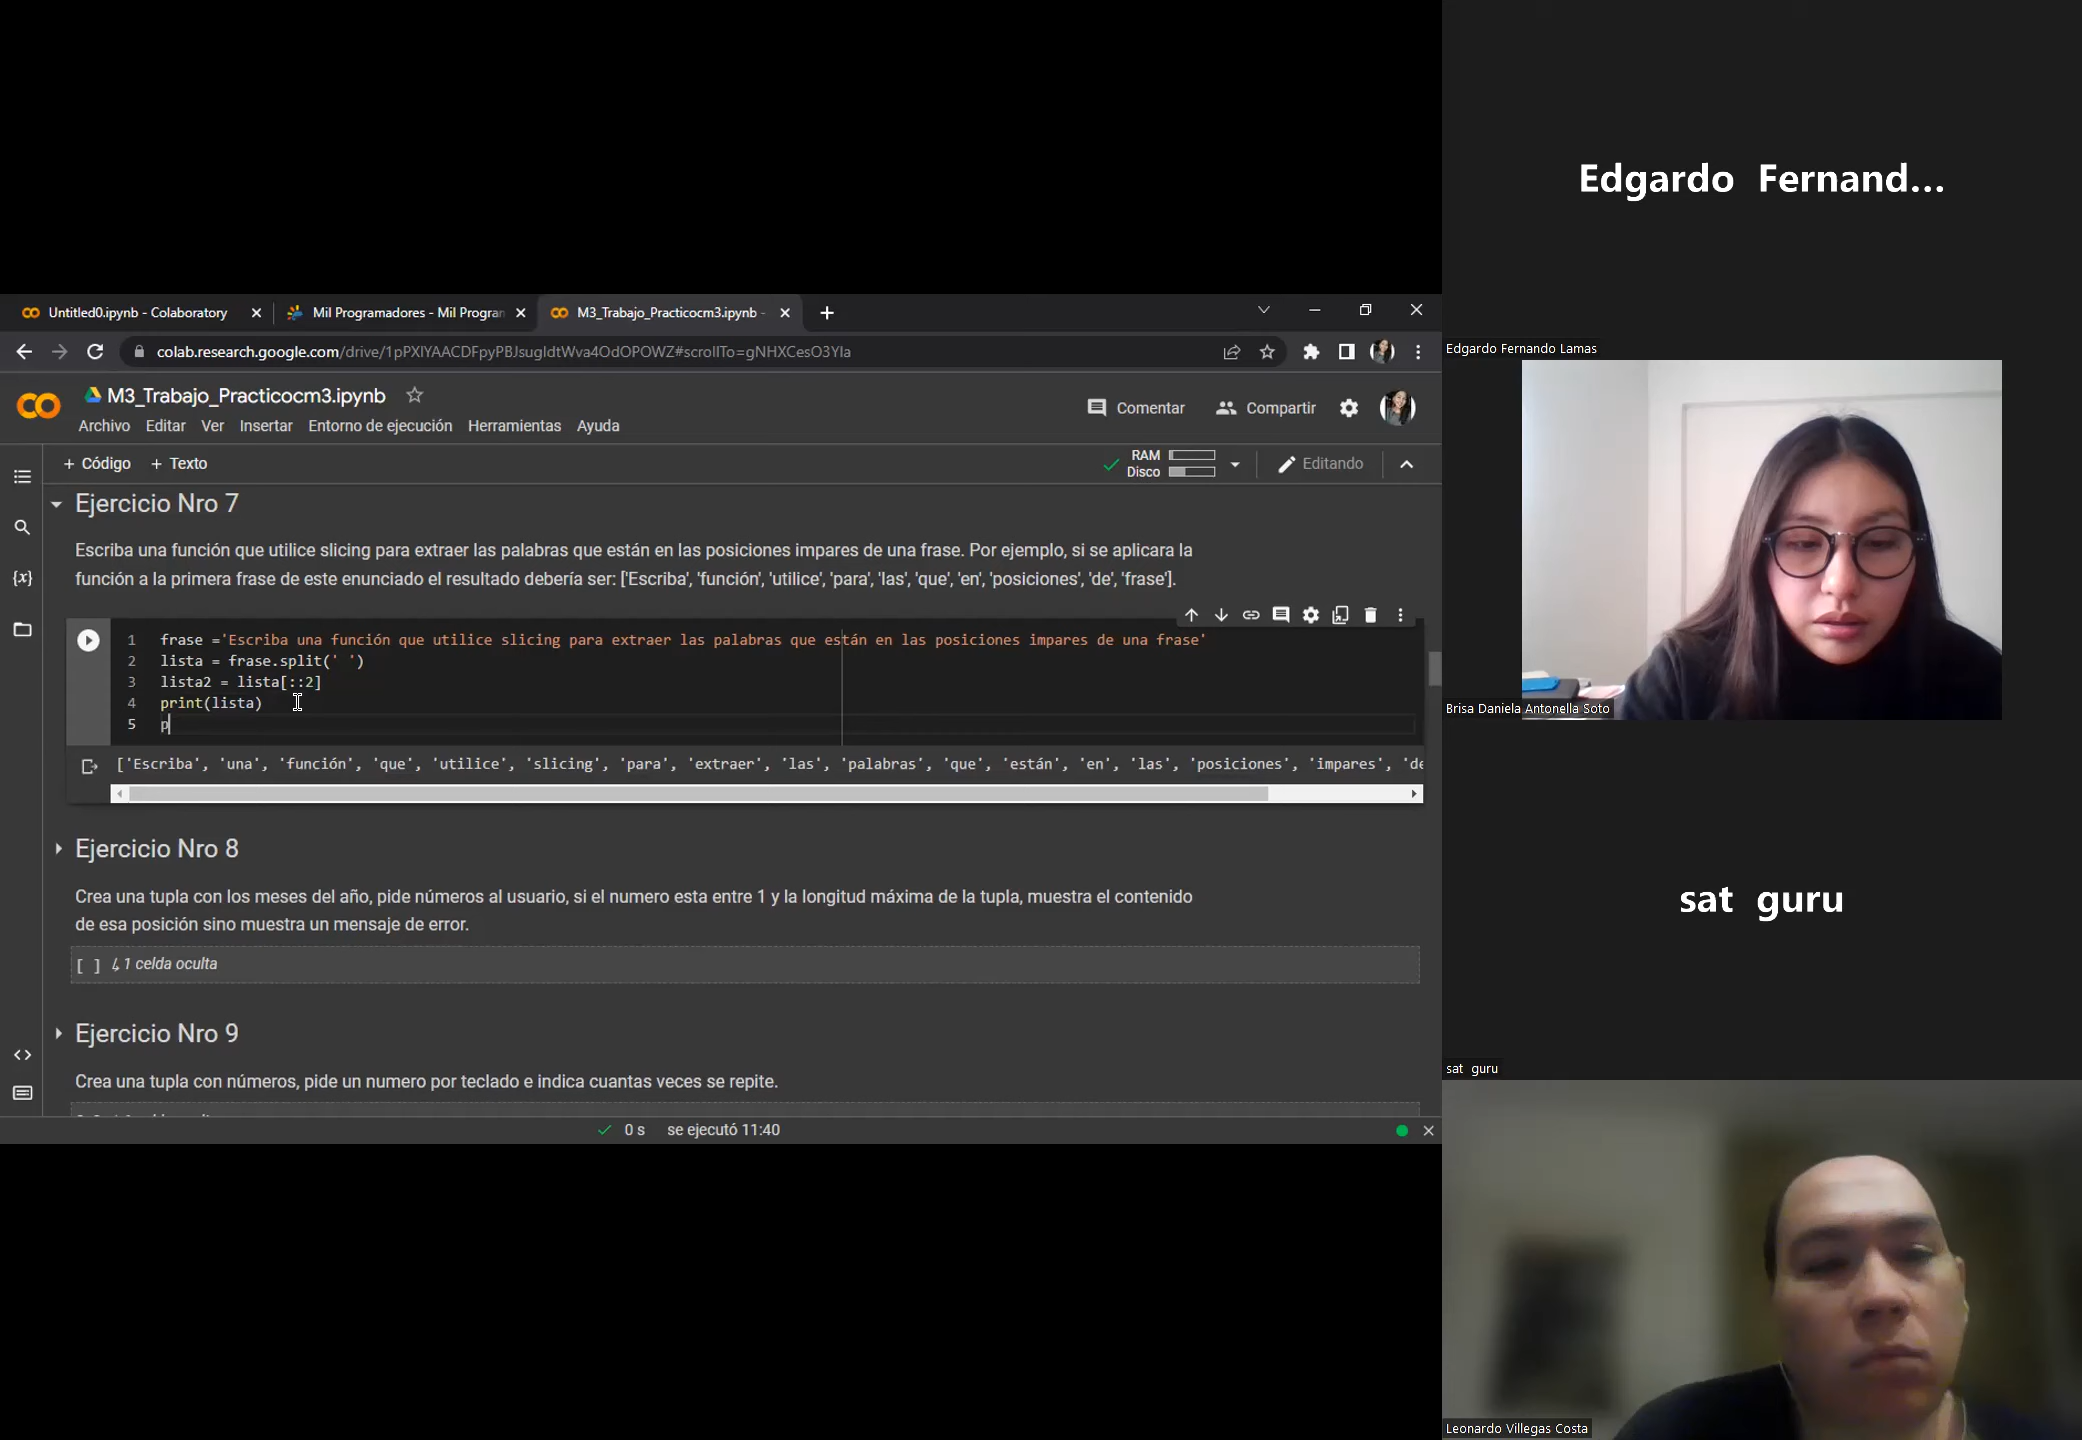 Untitled0.ipynb - Colaboratory
Mil Programadores - Mil Progran
M3_Trabajo_Practicocm3.ipynb -
colab.research.google.com/drive/1pPXlYAACDFpyPBJsugldtWva4OdOPOWZ#scrollTo=gNHXCesO3YIa
M3_Trabajo_Practicocm3.ipynb
Comentar
Compartir
Archivo Editar Ver Insertar Entorno de ejecución Herramientas Ayuda
+ Código + Texto
RAM
Disco
Editando
Ejercicio Nro 7
Escriba una función que utilice slicing para extraer las palabras que están en las posiciones impares de una frase. Por ejemplo, si se aplicara la
función a la primera frase de este enunciado el resultado debería ser: ['Escriba', 'función', 'utilice', 'para', 'las', 'que', 'en', 'posiciones', 'de', 'frase'].
1 frase ='Escriba una función que utilice slicing para extraer las palabras que están en las posiciones impares de una frase'
2 lista = frase.split(' ')
3 lista2 = lista[::2]
4 print(lista)
5 p
['Escriba', 'una', 'función', 'que', 'utilice', 'slicing', 'para', 'extraer', 'las', 'palabras', 'que', 'están', 'en', 'las', 'posiciones', 'impares', 'de
Ejercicio Nro 8
Crea una tupla con los meses del año, pide números al usuario, si el numero esta entre 1 y la longitud máxima de la tupla, muestra el contenido
de esa posición sino muestra un mensaje de error.
[ ] ↳ 1 celda oculta
Ejercicio Nro 9
Crea una tupla con números, pide un numero por teclado e indica cuantas veces se repite.
0 s se ejecutó 11:40
Edgardo Fernand...
Edgardo Fernando Lamas
Brisa Daniela Antonella Soto
sat guru
sat guru
Leonardo Villegas Costa